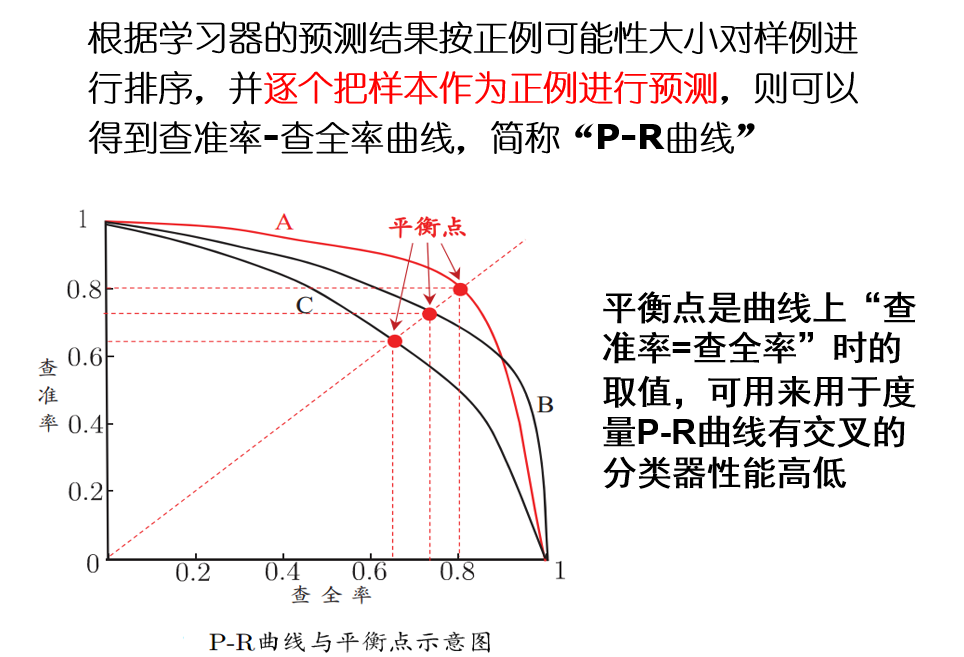 根据学习器的预测结果按正例可能性大小对样例进
行排序，并逐个把样本作为正例进行预测，则可以
得到查准率-查全率曲线，简称“P-R曲线”
1
A
平衡点
0.8
C
0.6
查
准
率
B
0.4
0.2
0
0.2
0.4
0.6
0.8
1
查全率
P-R曲线与平衡点示意图
平衡点是曲线上“查
准率=查全率”时的
取值，可用来用于度
量P-R曲线有交叉的
分类器性能高低